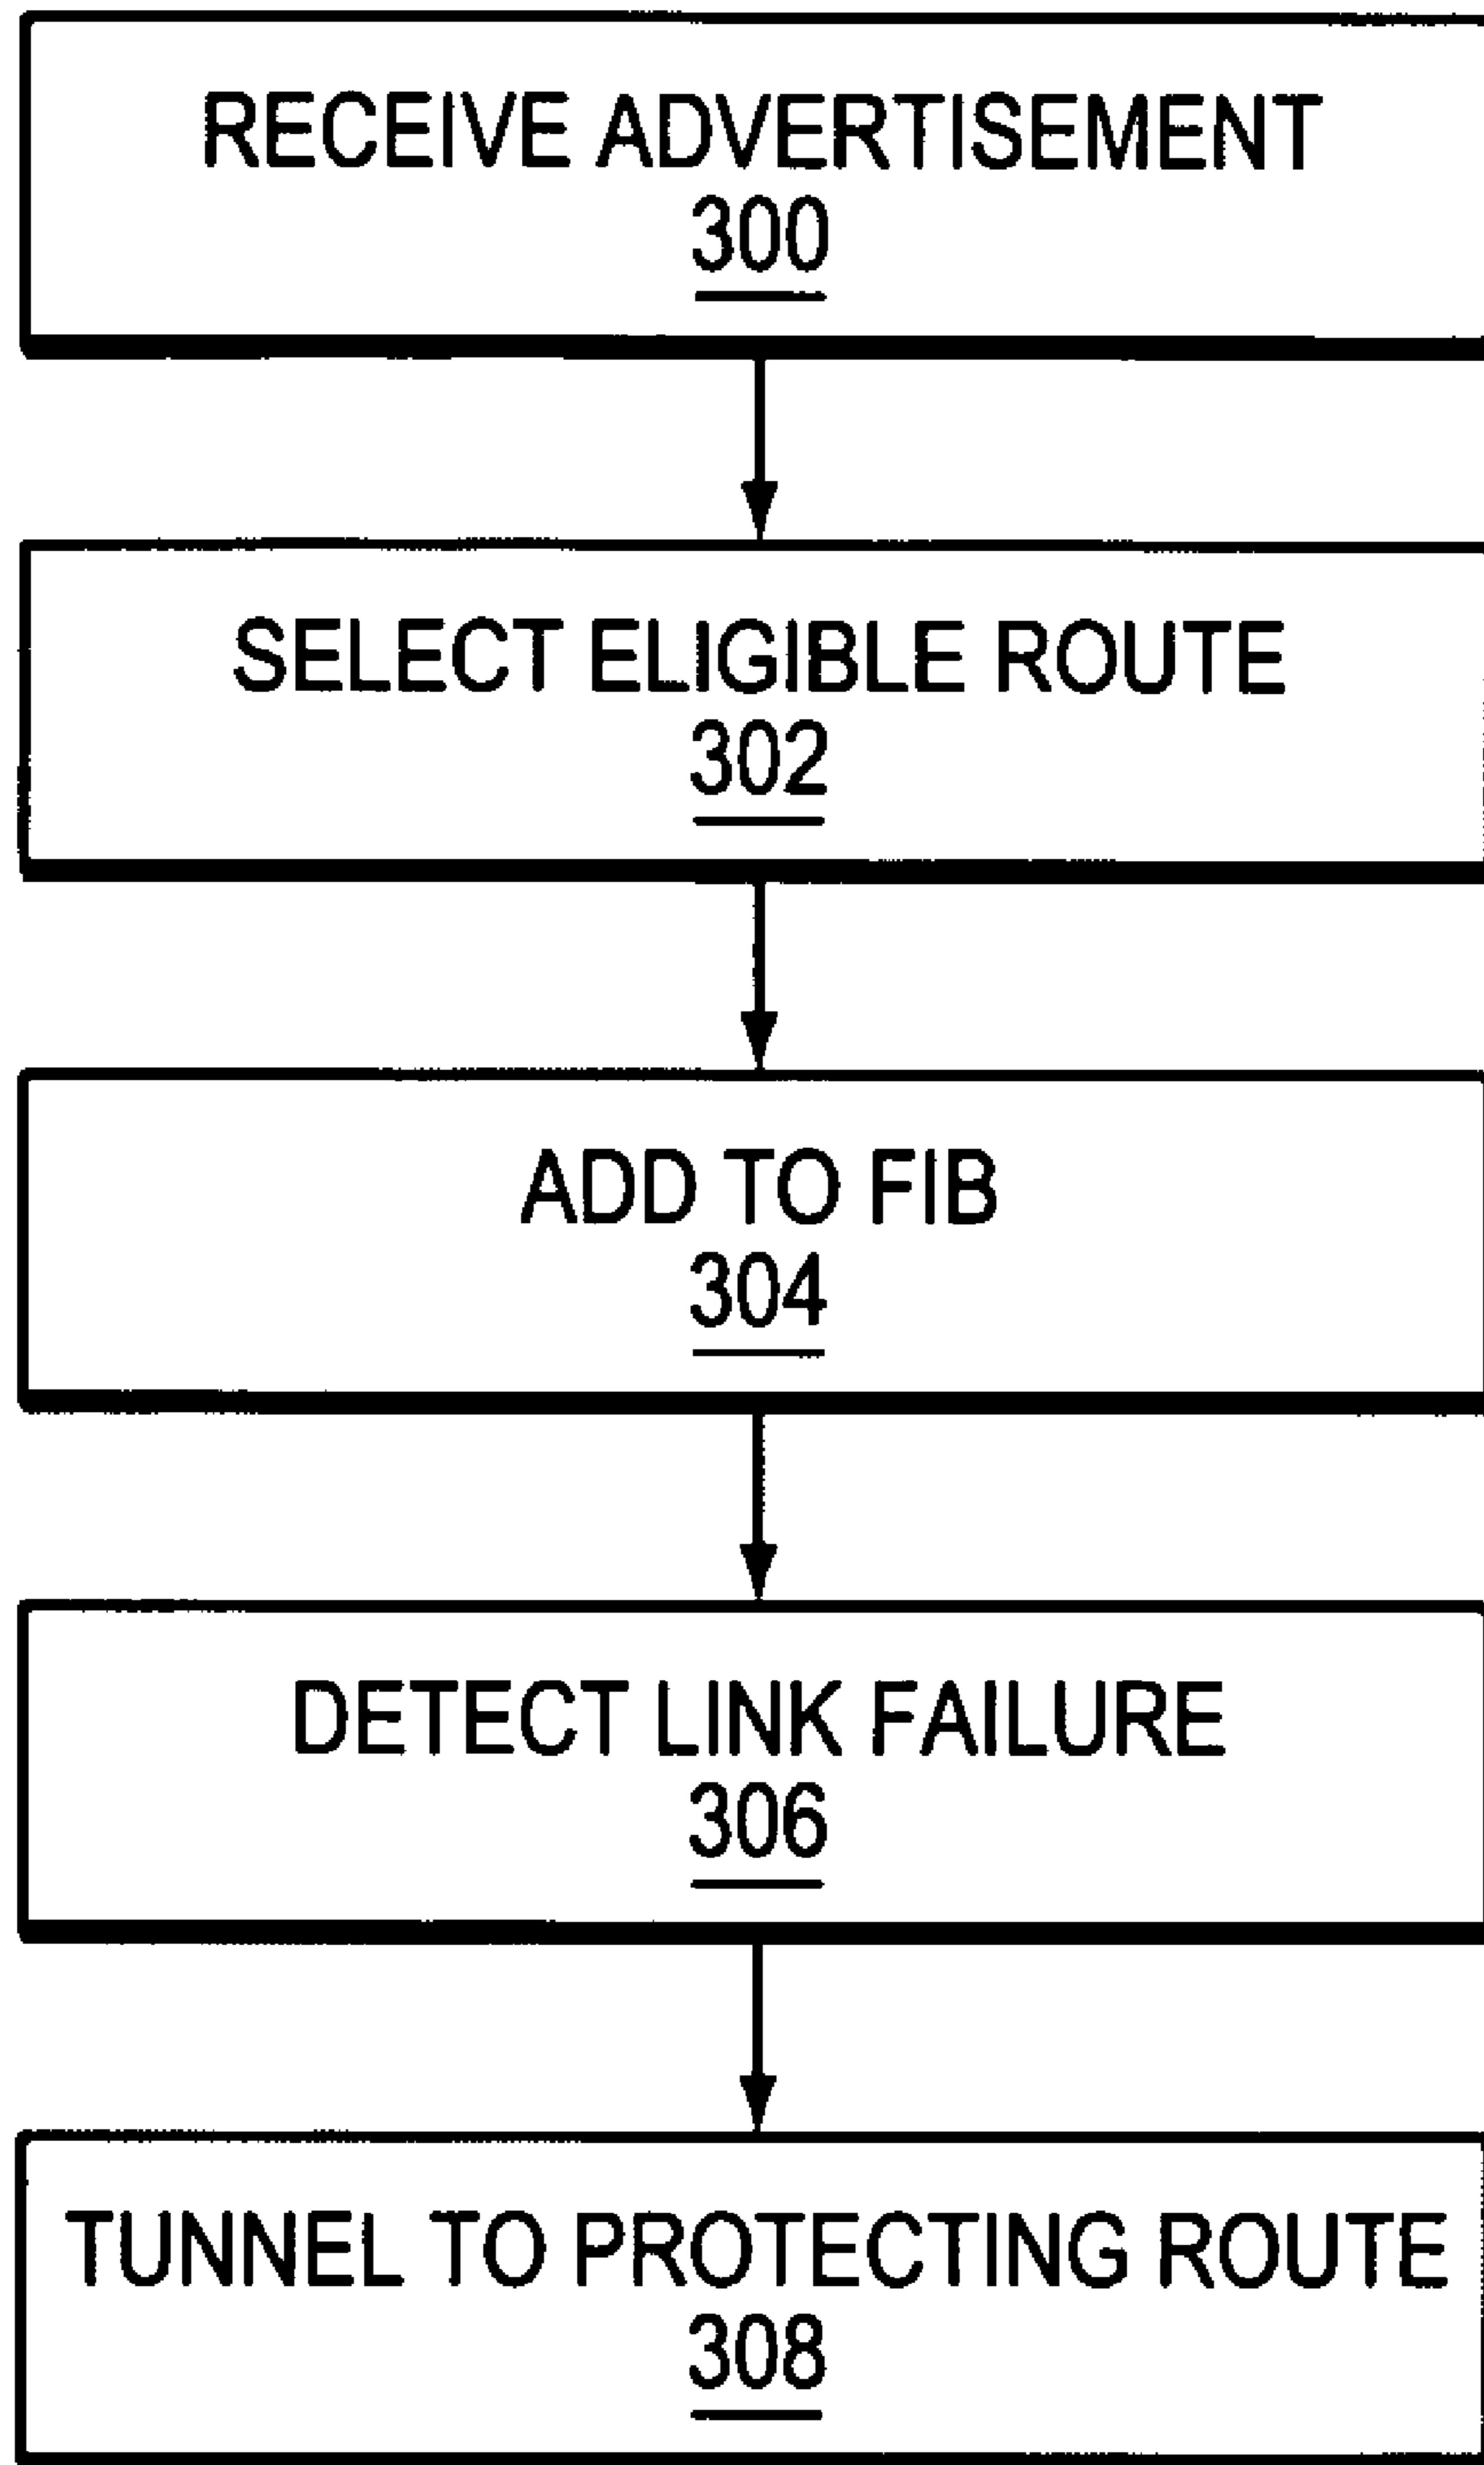 RECEIVE ADVERTISEMENT
300
SELECT ELIGIBLE ROUTE
302
ADD TO FIB
304
DETECT LINK FAILURE
306
TUNNEL TO PROTECTING ROUTE
308